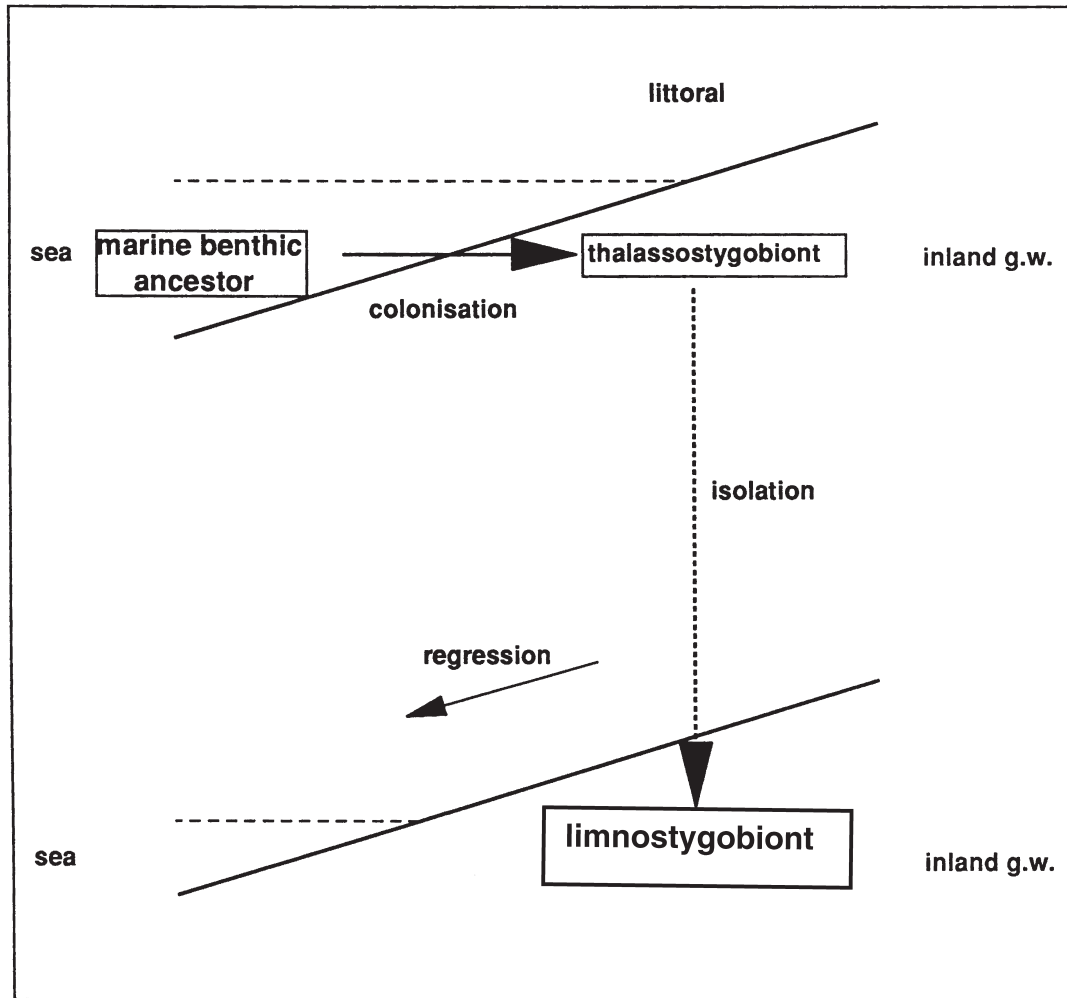 littoral
sea
marine benthic
ancestor
thalassostygobiont
inland g.w.
colonisation
isolation
regression
limnostygobiont
sea
inland g.w.